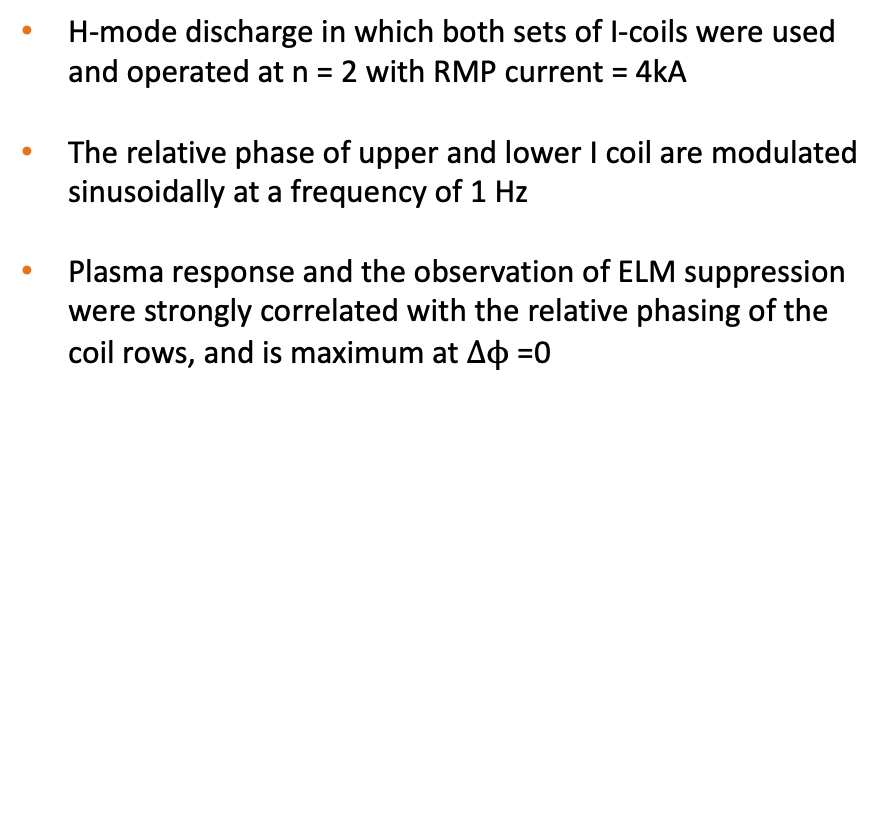 • H-mode discharge in which both sets of I-coils were used
and operated at n = 2 with RMP current = 4kA
• The relative phase of upper and lower I coil are modulated
sinusoidally at a frequency of 1 Hz
• Plasma response and the observation of ELM suppression
were strongly correlated with the relative phasing of the
coil rows, and is maximum at Δϕ =0